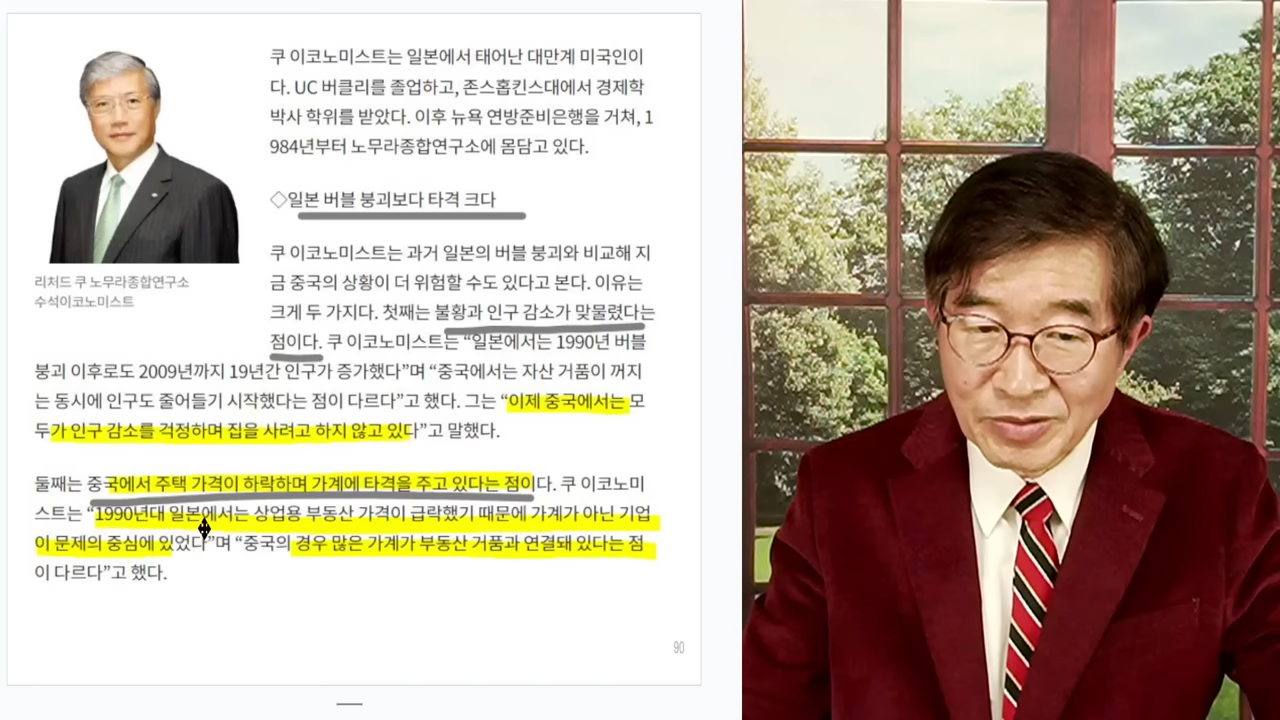 쿠 이코노미스트는 일본에서 태어난 대만계 미국인이
다. UC 버클리를 졸업하고, 존스홉킨스대에서 경제학
박사 학위를 받았다. 이후 뉴욕 연방준비은행을 거쳐, 1
984년부터 노무라종합연구소에 몸담고 있다.
◇일본 버블 붕괴보다 타격 크다
쿠 이코노미스트는 과거 일본의 버블 붕괴와 비교해 지
금 중국의 상황이 더 위험할 수도 있다고 본다. 이유는
크게 두 가지다. 첫째는 불황과 인구 감소가 맞물렸다는
점이다. 쿠 이코노미스트는 “일본에서는 1990년 버블
리처드 쿠 노무라종합연구소
수석이코노미스트
붕괴 이후로도 2009년까지 19년간 인구가 증가했다”며 “중국에서는 자산 거품이 꺼지
는 동시에 인구도 줄어들기 시작했다는 점이 다르다”고 했다. 그는 “이제 중국에서는 모
두가 인구 감소를 걱정하며 집을 사려고 하지 않고 있다”고 말했다.
둘째는 중국에서 주택 가격이 하락하며 가계에 타격을 주고 있다는 점이다. 쿠 이코노미
스트는 “1990년대 일본에서는 상업용 부동산 가격이 급락했기 때문에 가계가 아닌 기업
이 문제의 중심에 있었다”며 “중국의 경우 많은 가계가 부동산 거품과 연결돼 있다는 점
이 다르다”고 했다.
90